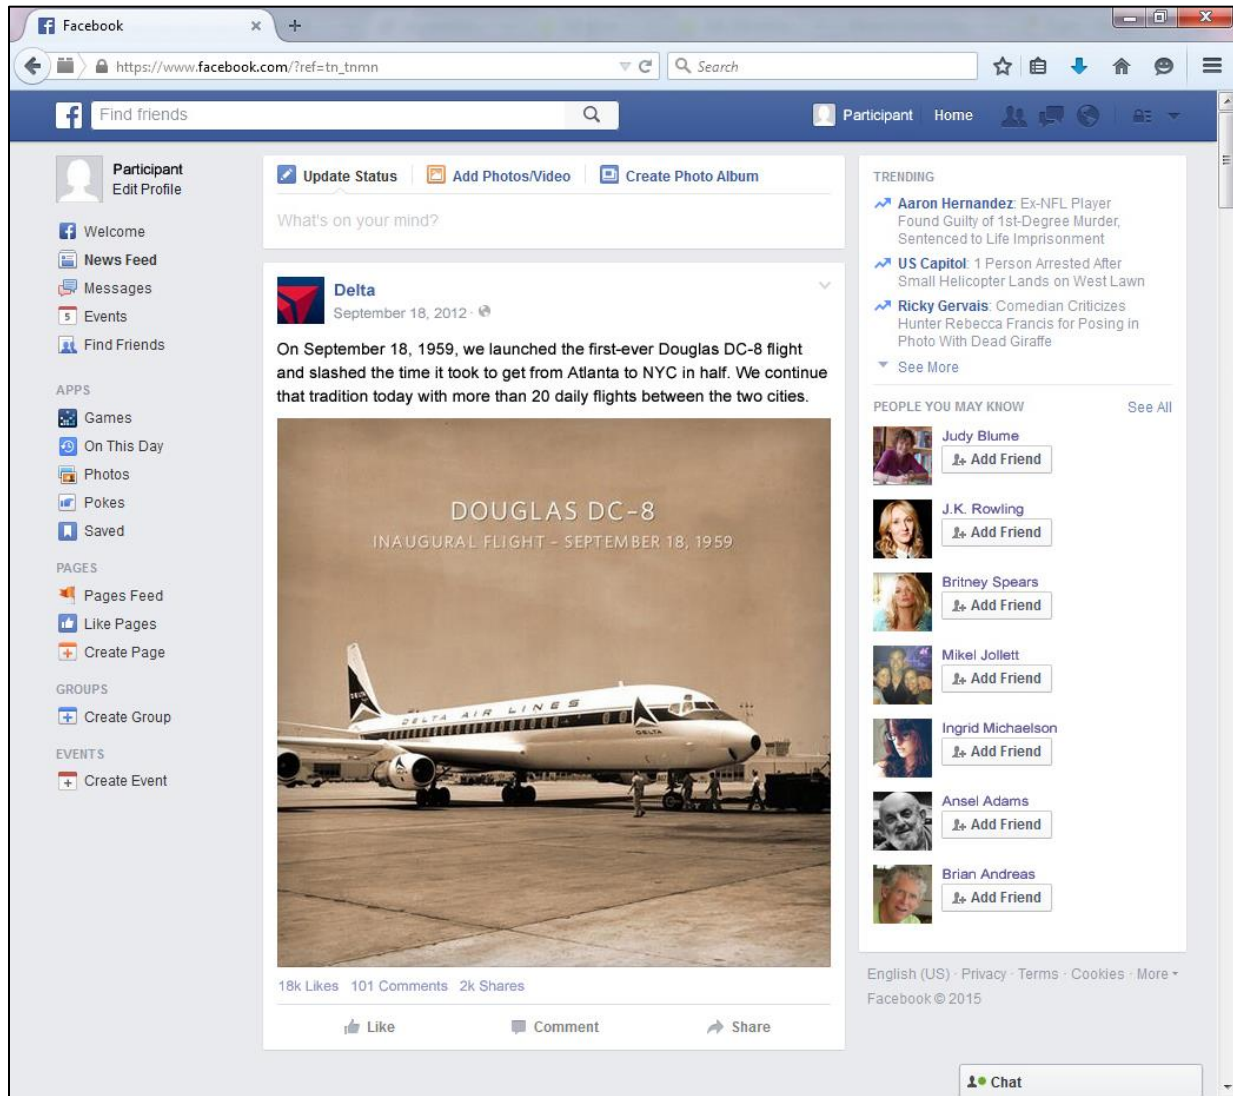 Facebook
https://www.facebook.com/?ref=tn_tnmn
Search
Find friends
Participant
Home
Participant
Edit Profile
Welcome
News Feed
Messages
5
Events
Find Friends
APPS
Games
On This Day
Photos
Pokes
Saved
PAGES
Pages Feed
Like Pages
Create Page
GROUPS
Create Group
EVENTS
Create Event
Update Status
Add Photos/Video
Create Photo Album
What's on your mind?
Delta
September 18, 2012 ·
On September 18, 1959, we launched the first-ever Douglas DC-8 flight
and slashed the time it took to get from Atlanta to NYC in half. We continue
that tradition today with more than 20 daily flights between the two cities.
DOUGLAS DC-8
INAUGURAL FLIGHT - SEPTEMBER 18, 1959
DELTA
DELTA AIR LINES
DELTA
18k Likes 101 Comments 2k Shares
Like
Comment
Share
TRENDING
Aaron Hernandez: Ex-NFL Player
Found Guilty of 1st-Degree Murder,
Sentenced to Life Imprisonment
US Capitol: 1 Person Arrested After
Small Helicopter Lands on West Lawn
Ricky Gervais: Comedian Criticizes
Hunter Rebecca Francis for Posing in
Photo With Dead Giraffe
See More
PEOPLE YOU MAY KNOW
See All
Judy Blume
Add Friend
J.K. Rowling
Add Friend
Britney Spears
Add Friend
Mikel Jollett
Add Friend
Ingrid Michaelson
Add Friend
Ansel Adams
Add Friend
Brian Andreas
Add Friend
English (US) · Privacy · Terms · Cookies · More
Facebook © 2015
Chat